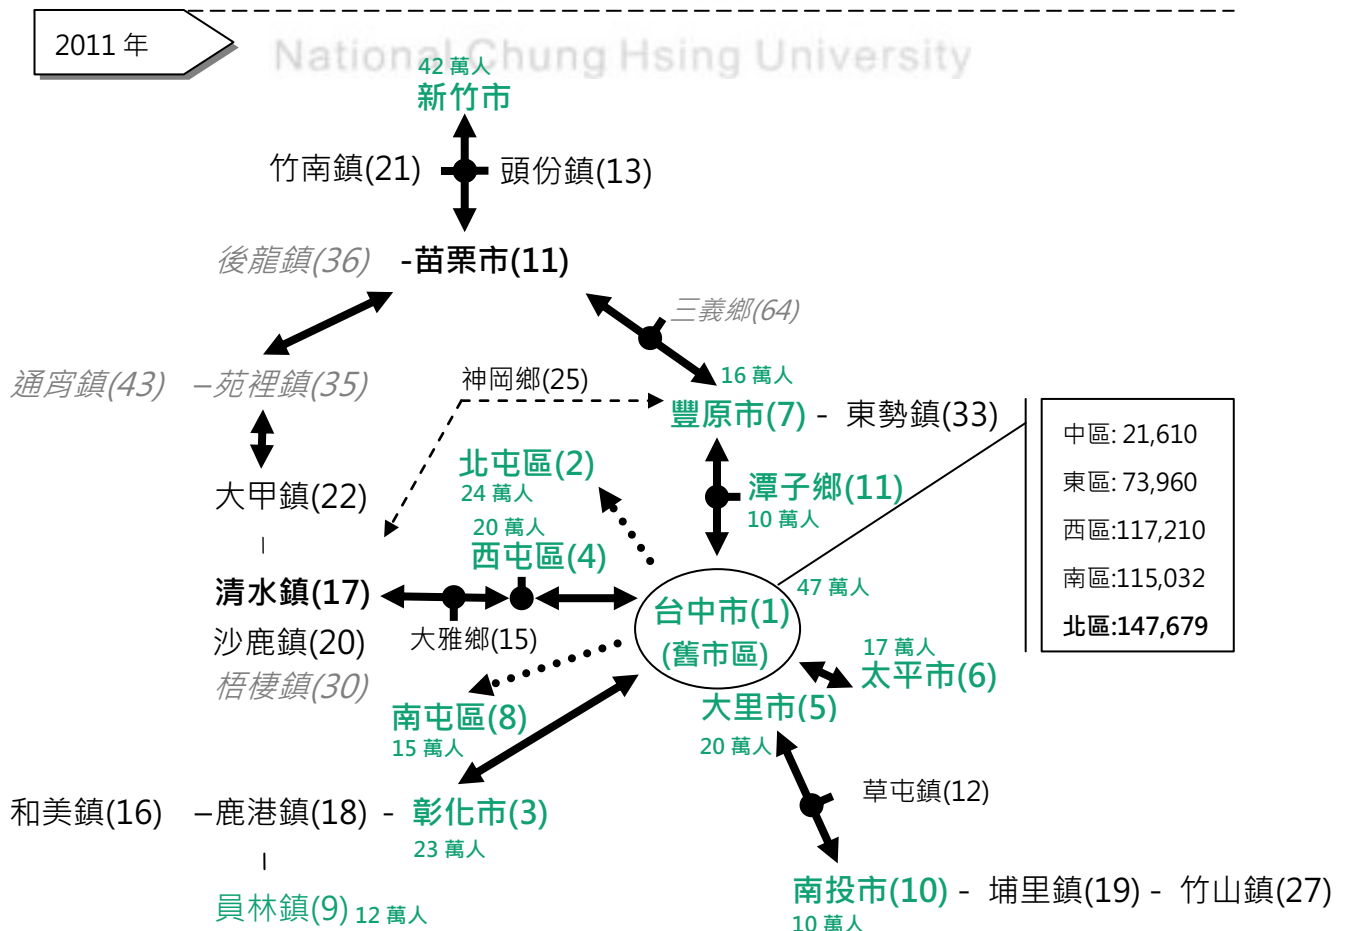 2011 年
National Chung Hsing University
42 萬人
新竹市
竹南鎮(21)
頭份鎮(13)
後龍鎮(36)
-苗栗市(11)
三義鄉(64)
通宵鎮(43)
–苑裡鎮(35)
神岡鄉(25)
16 萬人
豐原市(7) - 東勢鎮(33)
中區: 21,610
東區: 73,960
西區:117,210
南區:115,032
北區:147,679
北屯區(2)
24 萬人
潭子鄉(11)
10 萬人
大甲鎮(22)
20 萬人
西屯區(4)
47 萬人
台中市(1)
(舊市區)
清水鎮(17)
沙鹿鎮(20)
大雅鄉(15)
梧棲鎮(30)
17 萬人
太平市(6)
南屯區(8)
15 萬人
大里市(5)
20 萬人
草屯鎮(12)
和美鎮(16) –鹿港鎮(18) - 彰化市(3)
23 萬人
員林鎮(9) 12 萬人
南投市(10) - 埔里鎮(19) - 竹山鎮(27)
10 萬人